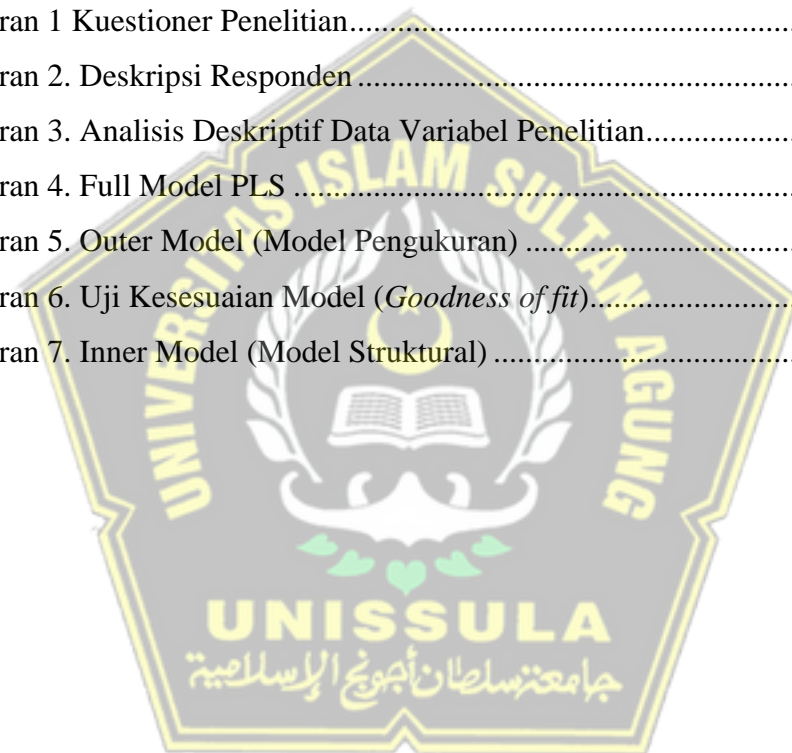 ran 1 Kuestioner Penelitian................................................................
ran 2. Deskripsi Responden ...............................................................
ran 3. Analisis Deskriptif Data Variabel Penelitian...........................
ran 4. Full Model PLS .......................................................................
ran 5. Outer Model (Model Pengukuran) ..........................................
ran 6. Uji Kesesuaian Model (Goodness of fit)..................................
ran 7. Inner Model (Model Struktural) ..............................................
UNIVERSITAS ISLAM SULTAN AGUNG
UNISSULA
جامعتسلطان أجونج الإسلامية